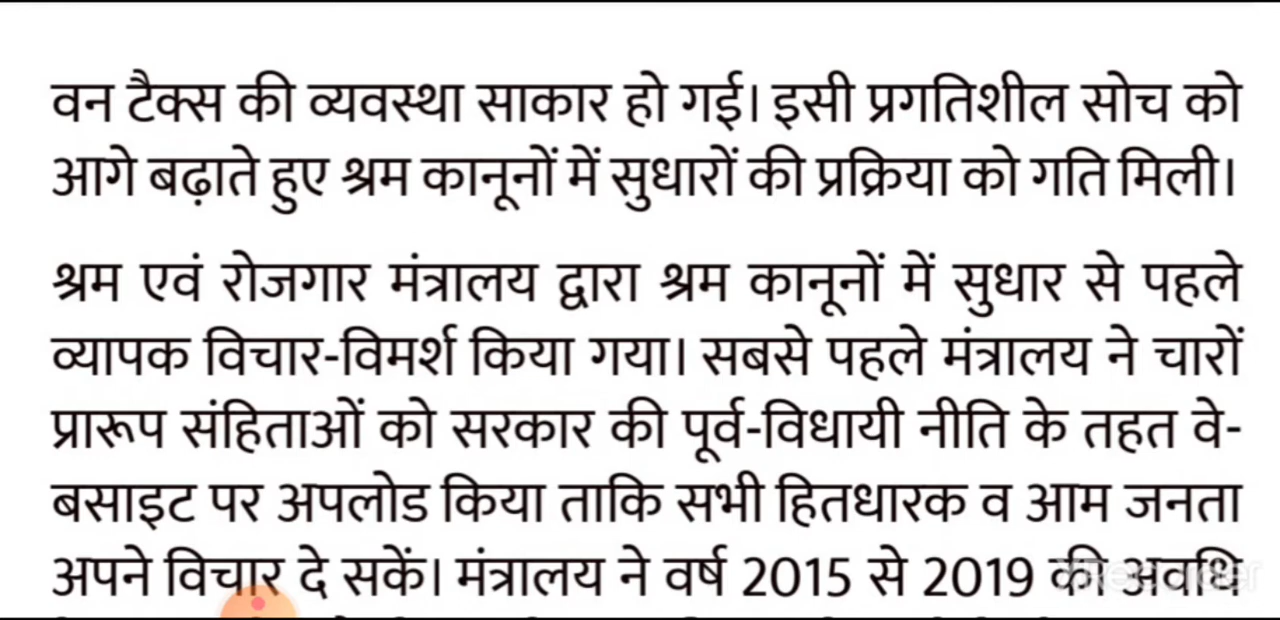 वन टैक्स की व्यवस्था साकार हो गई। इसी प्रगतिशील सोच को
आगे बढ़ाते हुए श्रम कानूनों में सुधारों की प्रक्रिया को गति मिली।
श्रम एवं रोजगार मंत्रालय द्वारा श्रम कानूनों में सुधार से पहले
व्यापक विचार-विमर्श किया गया। सबसे पहले मंत्रालय ने चारों
प्रारूप संहिताओं को सरकार की पूर्व-विधायी नीति के तहत वे-
बसाइट पर अपलोड किया ताकि सभी हितधारक व आम जनता
अपने विचार दे सकें। मंत्रालय ने वर्ष 2015 से 2019 की अवधि
XRecorder